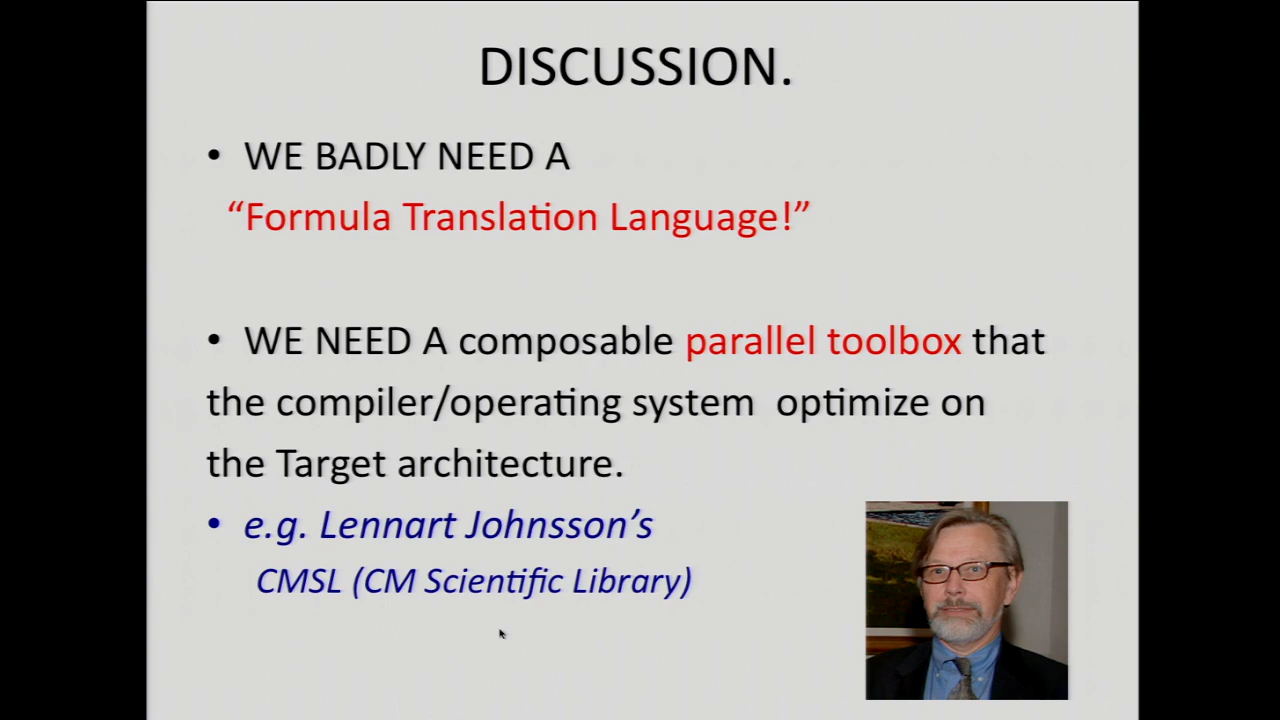 DISCUSSION.
• WE BADLY NEED A
“Formula Translation Language!”
• WE NEED A composable parallel toolbox that
the compiler/operating system optimize on
the Target architecture.
• e.g. Lennart Johnsson’s
CMSL (CM Scientific Library)